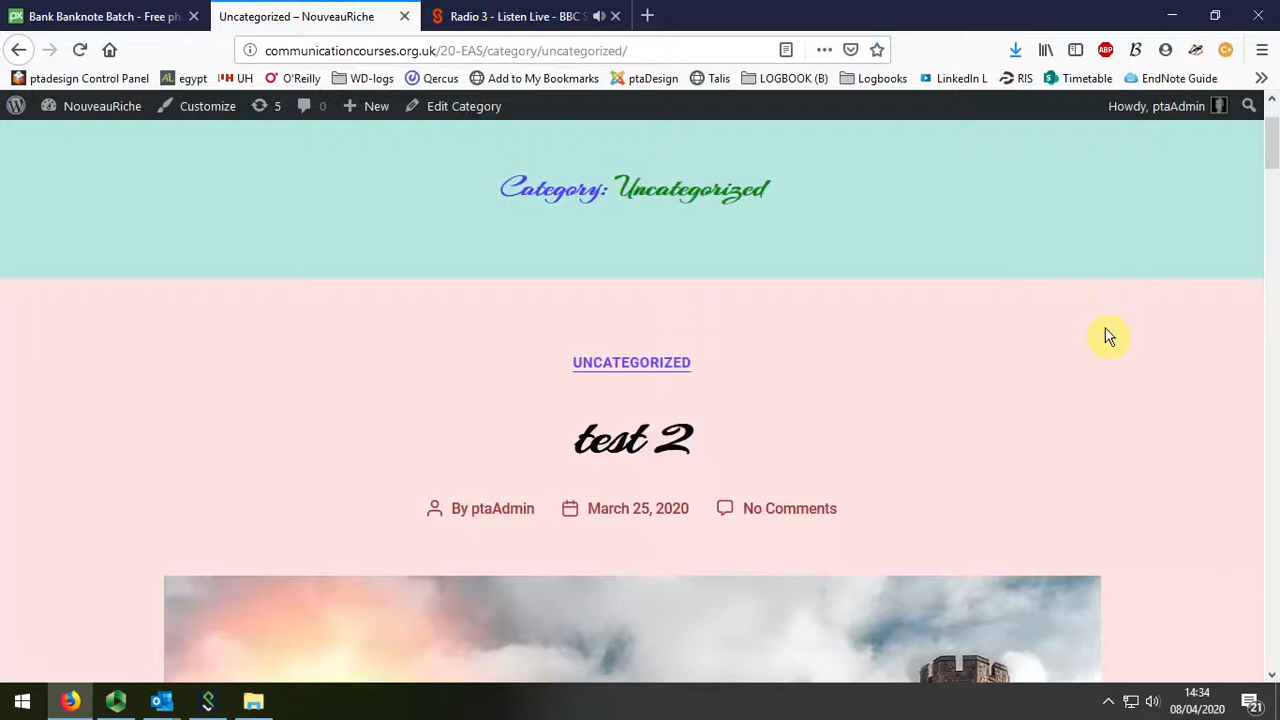 Bank Banknote Batch - Free ph
Uncategorized – NouveauRiche
Radio 3 - Listen Live - BBC S
communicationcourses.org.uk/20-EAS/category/uncategorized/
ptadesign Control Panel
egypt
UH
O'Reilly
WD-logs
Qercus
Add to My Bookmarks
ptaDesign
Talis
LOGBOOK (B)
Logbooks
LinkedIn L
RIS
Timetable
EndNote Guide
NouveauRiche
Customize
5
0
New
Edit Category
Howdy, ptaAdmin
Category: Uncategorized
UNCATEGORIZED
test 2
By ptaAdmin
March 25, 2020
No Comments
14:34
08/04/2020
21